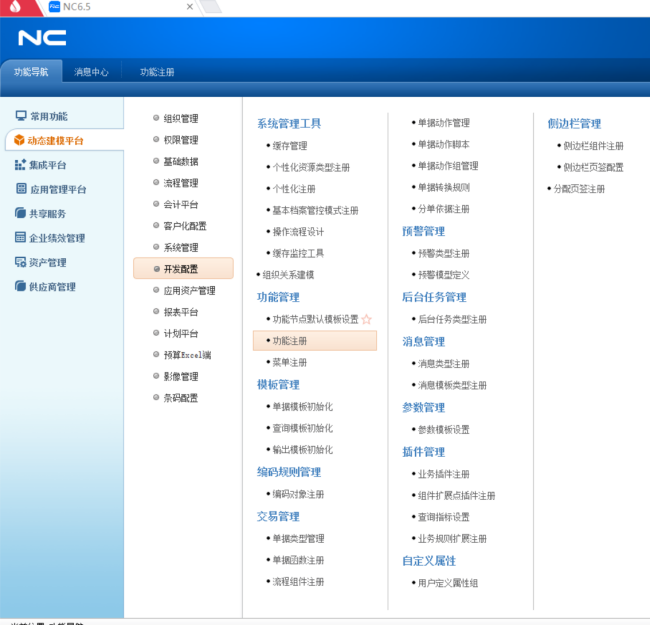 NC6.5
NC
功能导航
消息中心
功能注册
常用功能
动态建模平台
集成平台
应用管理平台
共享服务
企业绩效管理
资产管理
供应商管理
组织管理
权限管理
基础数据
流程管理
会计平台
客户化配置
系统管理
开发配置
应用资产管理
报表平台
计划平台
预算Excel端
影像管理
条码配置
系统管理工具
缓存管理
个性化资源类型注册
个性化注册
基本档案管控模式注册
操作流程设计
缓存监控工具
组织关系建模
功能管理
功能节点默认模板设置
功能注册
菜单注册
模板管理
单据模板初始化
查询模板初始化
输出模板初始化
编码规则管理
编码对象注册
交易管理
单据类型管理
单据函数注册
流程组件注册
单据动作管理
单据动作脚本
单据动作组管理
单据转换规则
分单依据注册
预警管理
预警类型注册
预警模型定义
后台任务管理
后台任务类型注册
消息管理
消息类型注册
消息模板类型注册
参数管理
参数模板设置
插件管理
业务插件注册
组件扩展点插件注册
查询指标设置
业务规则扩展注册
自定义属性
用户定义属性组
侧边栏管理
侧边栏组件注册
侧边栏页签配置
分配页签注册